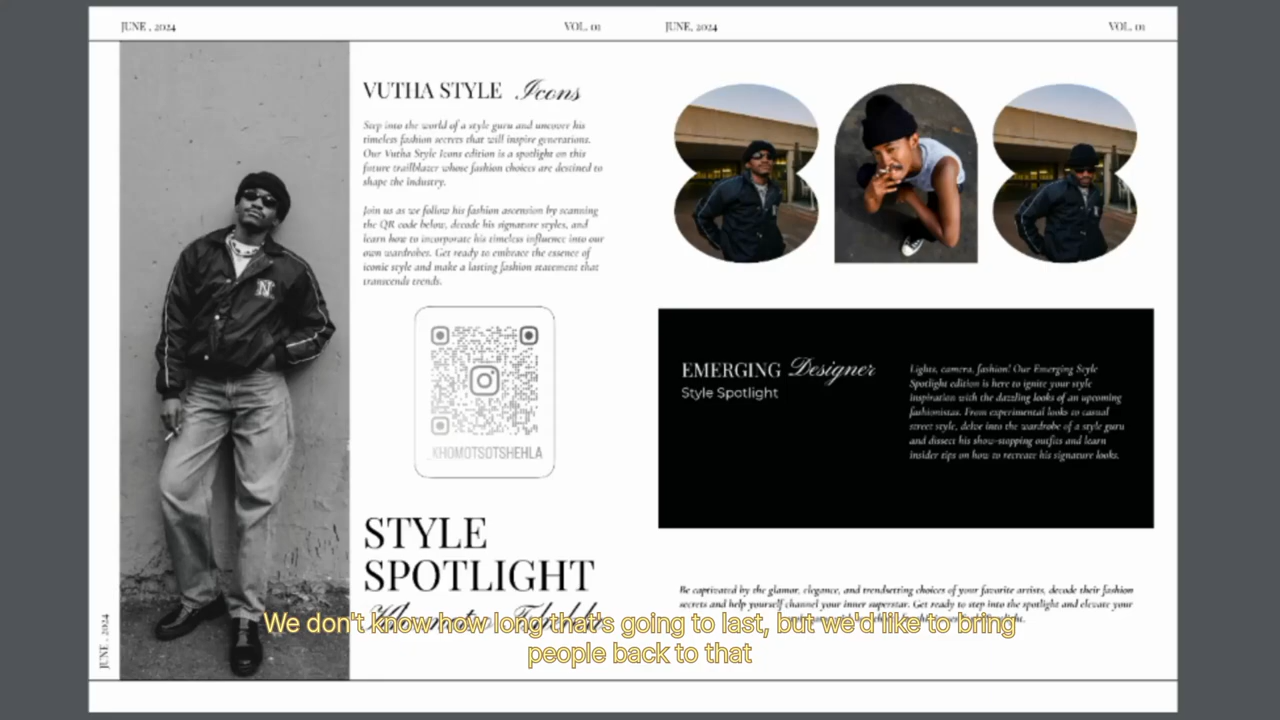 JUNE , 2024
VOL. 01
VUTHA STYLE Icons
Step into the world of a style guru and uncover his
timeless fashion secrets that will inspire generations.
Our Vutha Style Icons edition is a spotlight on this
future trailblazer whose fashion choices are destined to
shape the industry.
Join us as we follow his fashion ascension by scanning
the QR code below, decode his signature styles, and
learn how to incorporate his timeless influence into our
own wardrobes. Get ready to embrace the essence of
iconic style and make a lasting fashion statement that
transcends trends.
_KHOMOTSOTSHEHLA
STYLE
SPOTLIGHT
JUNE , 2024
JUNE, 2024
VOL. 01
N
EMERGING Designer
Style Spotlight
Lights, camera, fashion! Our Emerging Style
Spotlight edition is here to ignite your style
inspiration with the dazzling looks of an upcoming
fashionistas. From experimental looks to casual
street style, delve into the wardrobe of a style guru
and dissect his show-stopping outfits and learn
insider tips on how to recreate his signature looks.
Be captivated by the glamor, elegance, and trendsetting choices of your favorite artists, decode their fashion
secrets and help yourself channel your inner superstar. Get ready to step into the spotlight and elevate your
We don't know how long that's going to last, but we'd like to bring
people back to that